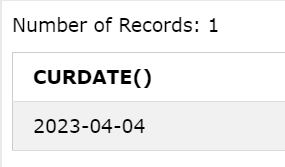 Number of Records: 1
CURDATE()
2023-04-04